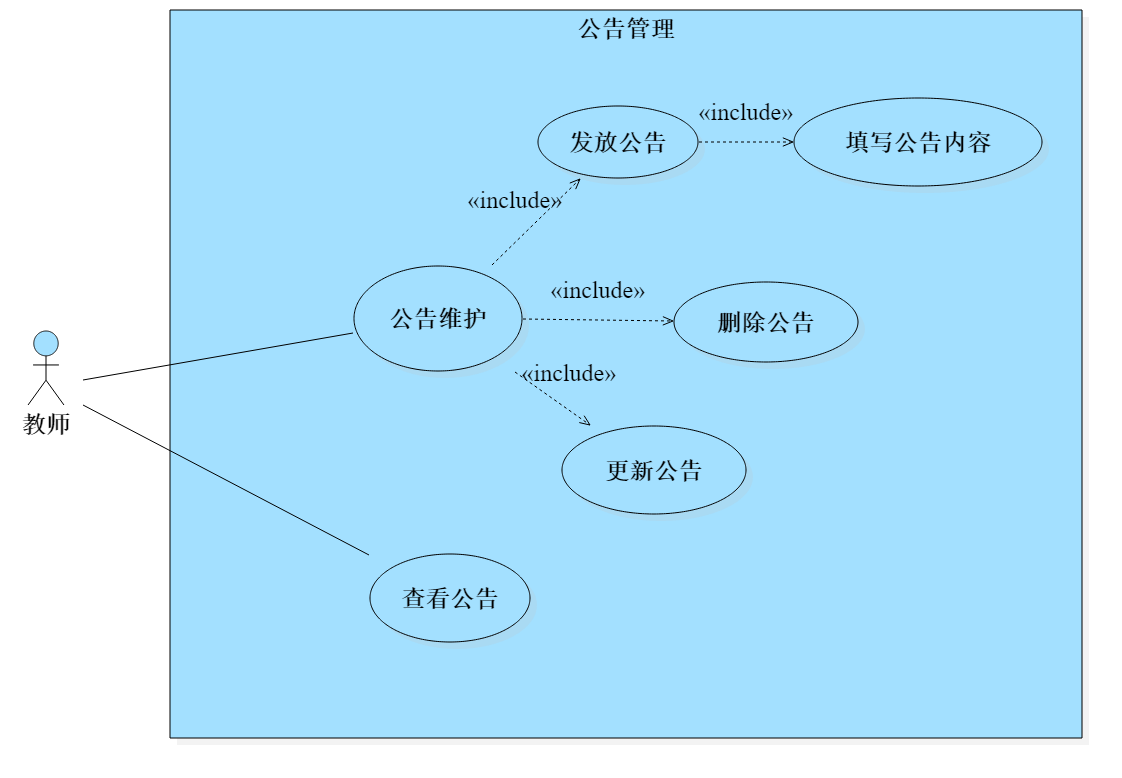 公告管理
«include»
发放公告
填写公告内容
«include»
«include»
公告维护
删除公告
«include»
教师
更新公告
查看公告